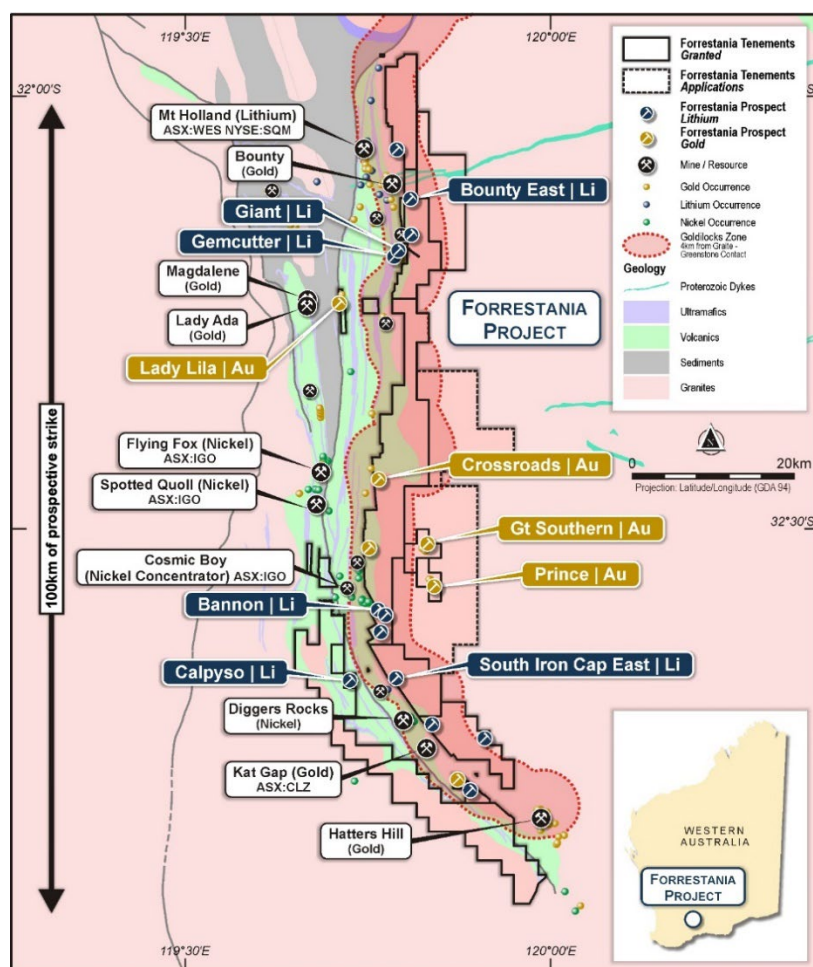 119°30'E
120°00'E
32°00'S
Mt Holland (Lithium)
ASX:WES NYSE:SQM
Bounty
(Gold)
Bounty East | Li
Giant | Li
Gemcutter | Li
Magdalene
(Gold)
Lady Ada
(Gold)
FORRESTANIA
PROJECT
Lady Lila | Au
100km of prospective strike
Flying Fox (Nickel)
ASX:IGO
Crossroads | Au
Spotted Quoll (Nickel)
ASX:IGO
32°30'S
Gt Southern | Au
Cosmic Boy
(Nickel Concentrator) ASX:IGO
Prince | Au
Bannon | Li
South Iron Cap East | Li
Calpyso | Li
Diggers Rocks
(Nickel)
Kat Gap (Gold)
ASX:CLZ
Hatters Hill
(Gold)
119°30'E
120°00'E
Forrestania Tenements
Granted
Forrestania Tenements
Applications
Forrestania Prospect
Lithium
Forrestania Prospect
Gold
Mine / Resource
Gold Occurrence
Lithium Occurrence
Nickel Occurrence
Goldilocks Zone
4km from Graite -
Greenstone Contact
Geology
Proterozoic Dykes
Ultramafics
Volcanics
Sediments
Granites
0
20km
Projection: Latitude/Longitude (GDA 94)
WESTERN
AUSTRALIA
FORRESTANIA
PROJECT